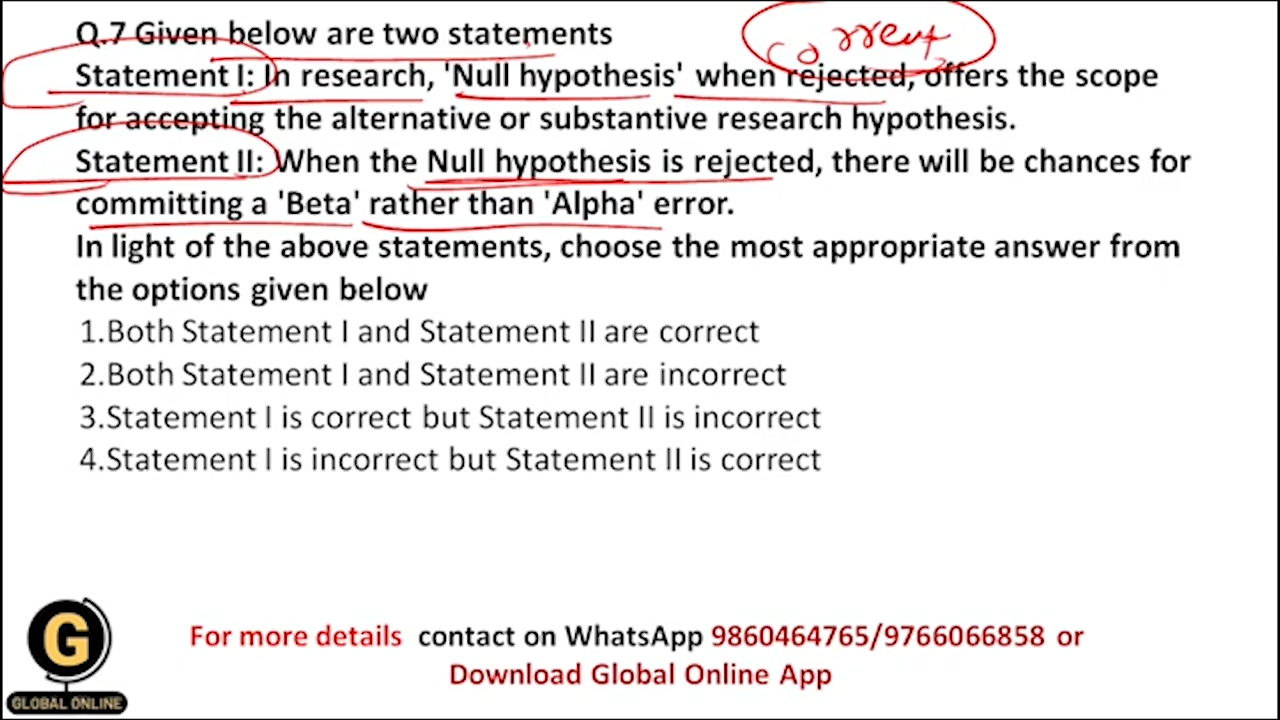 Q.7 Given below are two statements
correct
Statement I: In research, 'Null hypothesis' when rejected, offers the scope
for accepting the alternative or substantive research hypothesis.
Statement II: When the Null hypothesis is rejected, there will be chances for
committing a 'Beta' rather than 'Alpha' error.
In light of the above statements, choose the most appropriate answer from
the options given below
1.Both Statement I and Statement II are correct
2.Both Statement I and Statement II are incorrect
3.Statement I is correct but Statement II is incorrect
4.Statement I is incorrect but Statement II is correct
For more details contact on WhatsApp 9860464765/9766066858 or
Download Global Online App
G
GLOBAL ONLINE